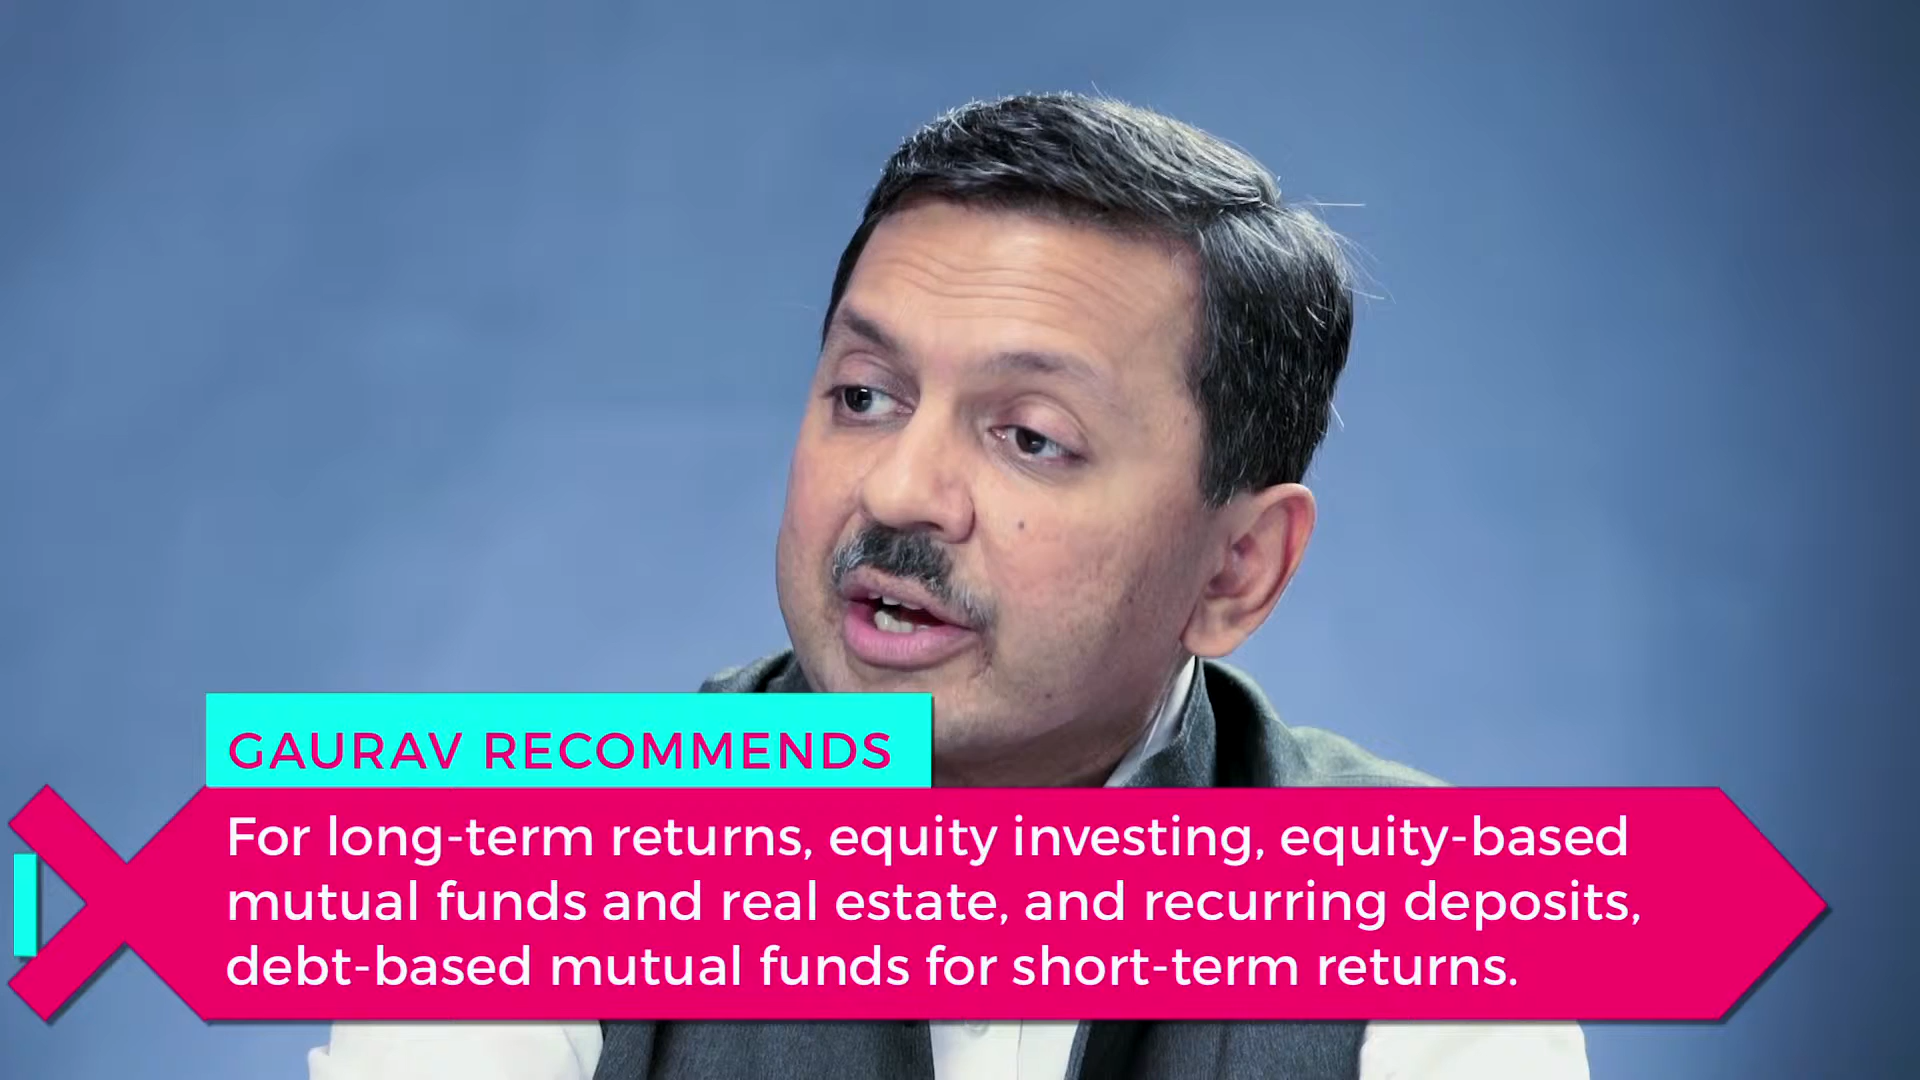 GAURAV RECOMMENDS
For long-term returns, equity investing, equity-based
mutual funds and real estate, and recurring deposits,
debt-based mutual funds for short-term returns.